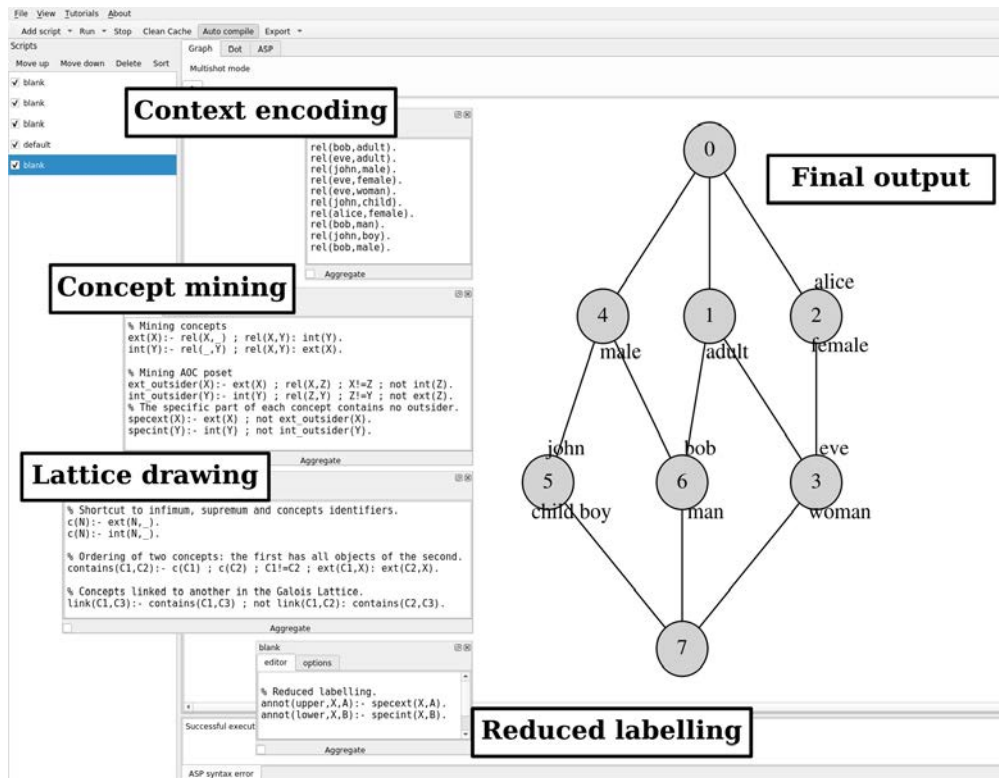 File View Tutorials About
Add script Run Stop Clean Cache Auto compile Export
Scripts
Move up Move down Delete Sort
blank
blank
blank
default
blank
Graph Dot ASP
Multishot mode
Context encoding
rel(bob,adult).
rel(eve,adult).
rel(john,male).
rel(eve,female).
rel(eve,woman).
rel(john,child).
rel(alice,female).
rel(bob,man).
rel(john,boy).
rel(bob,male).
Aggregate
Concept mining
% Mining concepts
ext(X):- rel(X,_) ; rel(X,Y): int(Y).
int(Y):- rel(_,Y) ; rel(X,Y): ext(X).
% Mining AOC poset
ext_outsider(X):- ext(X) ; rel(X,Z) ; X!=Z ; not int(Z).
int_outsider(Y):- int(Y) ; rel(Z,Y) ; Z!=Y ; not ext(Z).
% The specific part of each concept contains no outsider.
specext(X):- ext(X) ; not ext_outsider(X).
specint(Y):- int(Y) ; not int_outsider(Y).
Aggregate
Lattice drawing
% Shortcut to infimum, supremum and concepts identifiers.
c(N):- ext(N,_).
c(N):- int(N,_).
% Ordering of two concepts: the first has all objects of the second.
contains(C1,C2):- c(C1) ; c(C2) ; C1!=C2 ; ext(C1,X): ext(C2,X).
% Concepts linked to another in the Galois Lattice.
link(C1,C3):- contains(C1,C3) ; not link(C1,C2): contains(C2,C3).
Aggregate
blank
editor options
% Reduced labelling.
annot(upper,X,A):- specext(X,A).
annot(lower,X,B):- specint(X,B).
Aggregate
Reduced labelling
Successful execut
ASP syntax error
Final output
0
alice
4 1 2
male adult female
john bob eve
5 6 3
child boy man woman
7